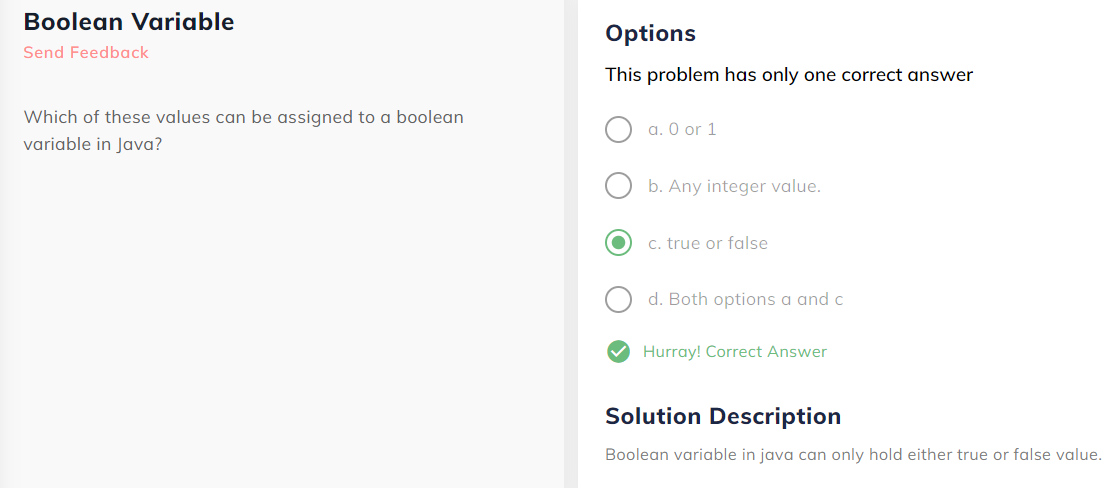 Boolean Variable
Send Feedback
Which of these values can be assigned to a boolean
variable in Java?
Options
This problem has only one correct answer
a. 0 or 1
b. Any integer value.
c. true or false
d. Both options a and c
Hurray! Correct Answer
Solution Description
Boolean variable in java can only hold either true or false value.